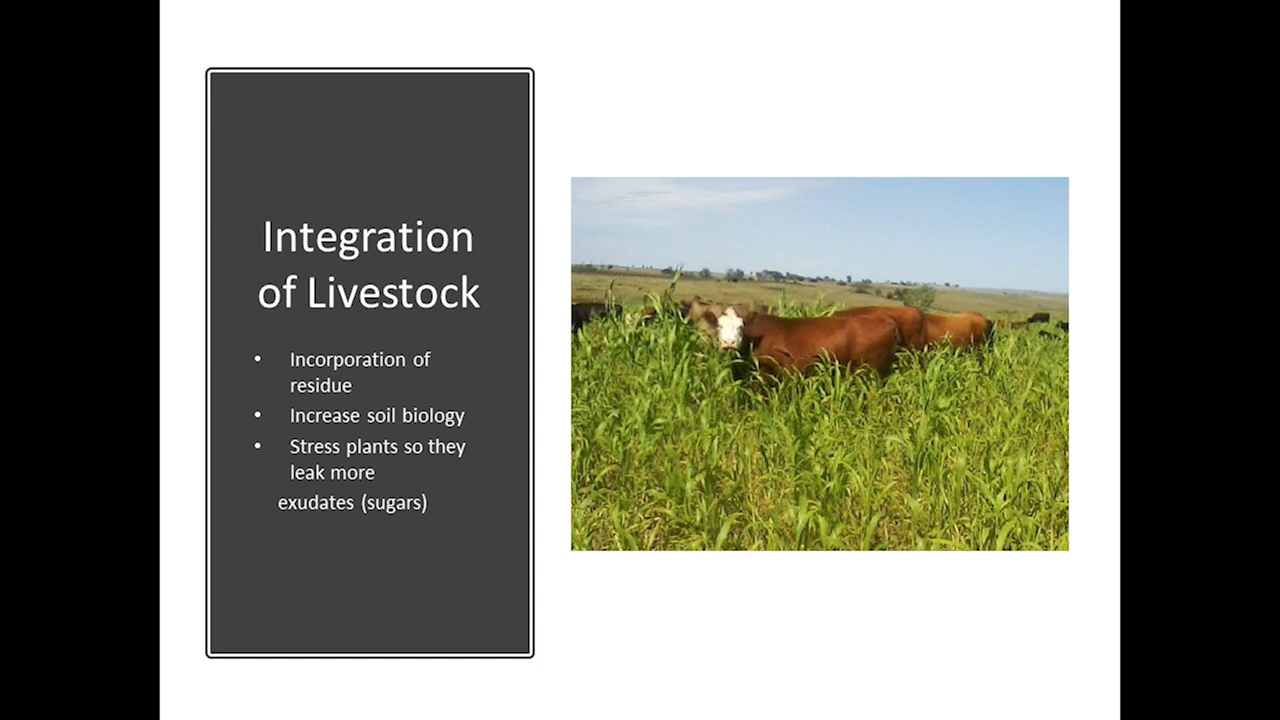 Integration
of Livestock
• Incorporation of
residue
• Increase soil biology
• Stress plants so they
leak more
exudates (sugars)